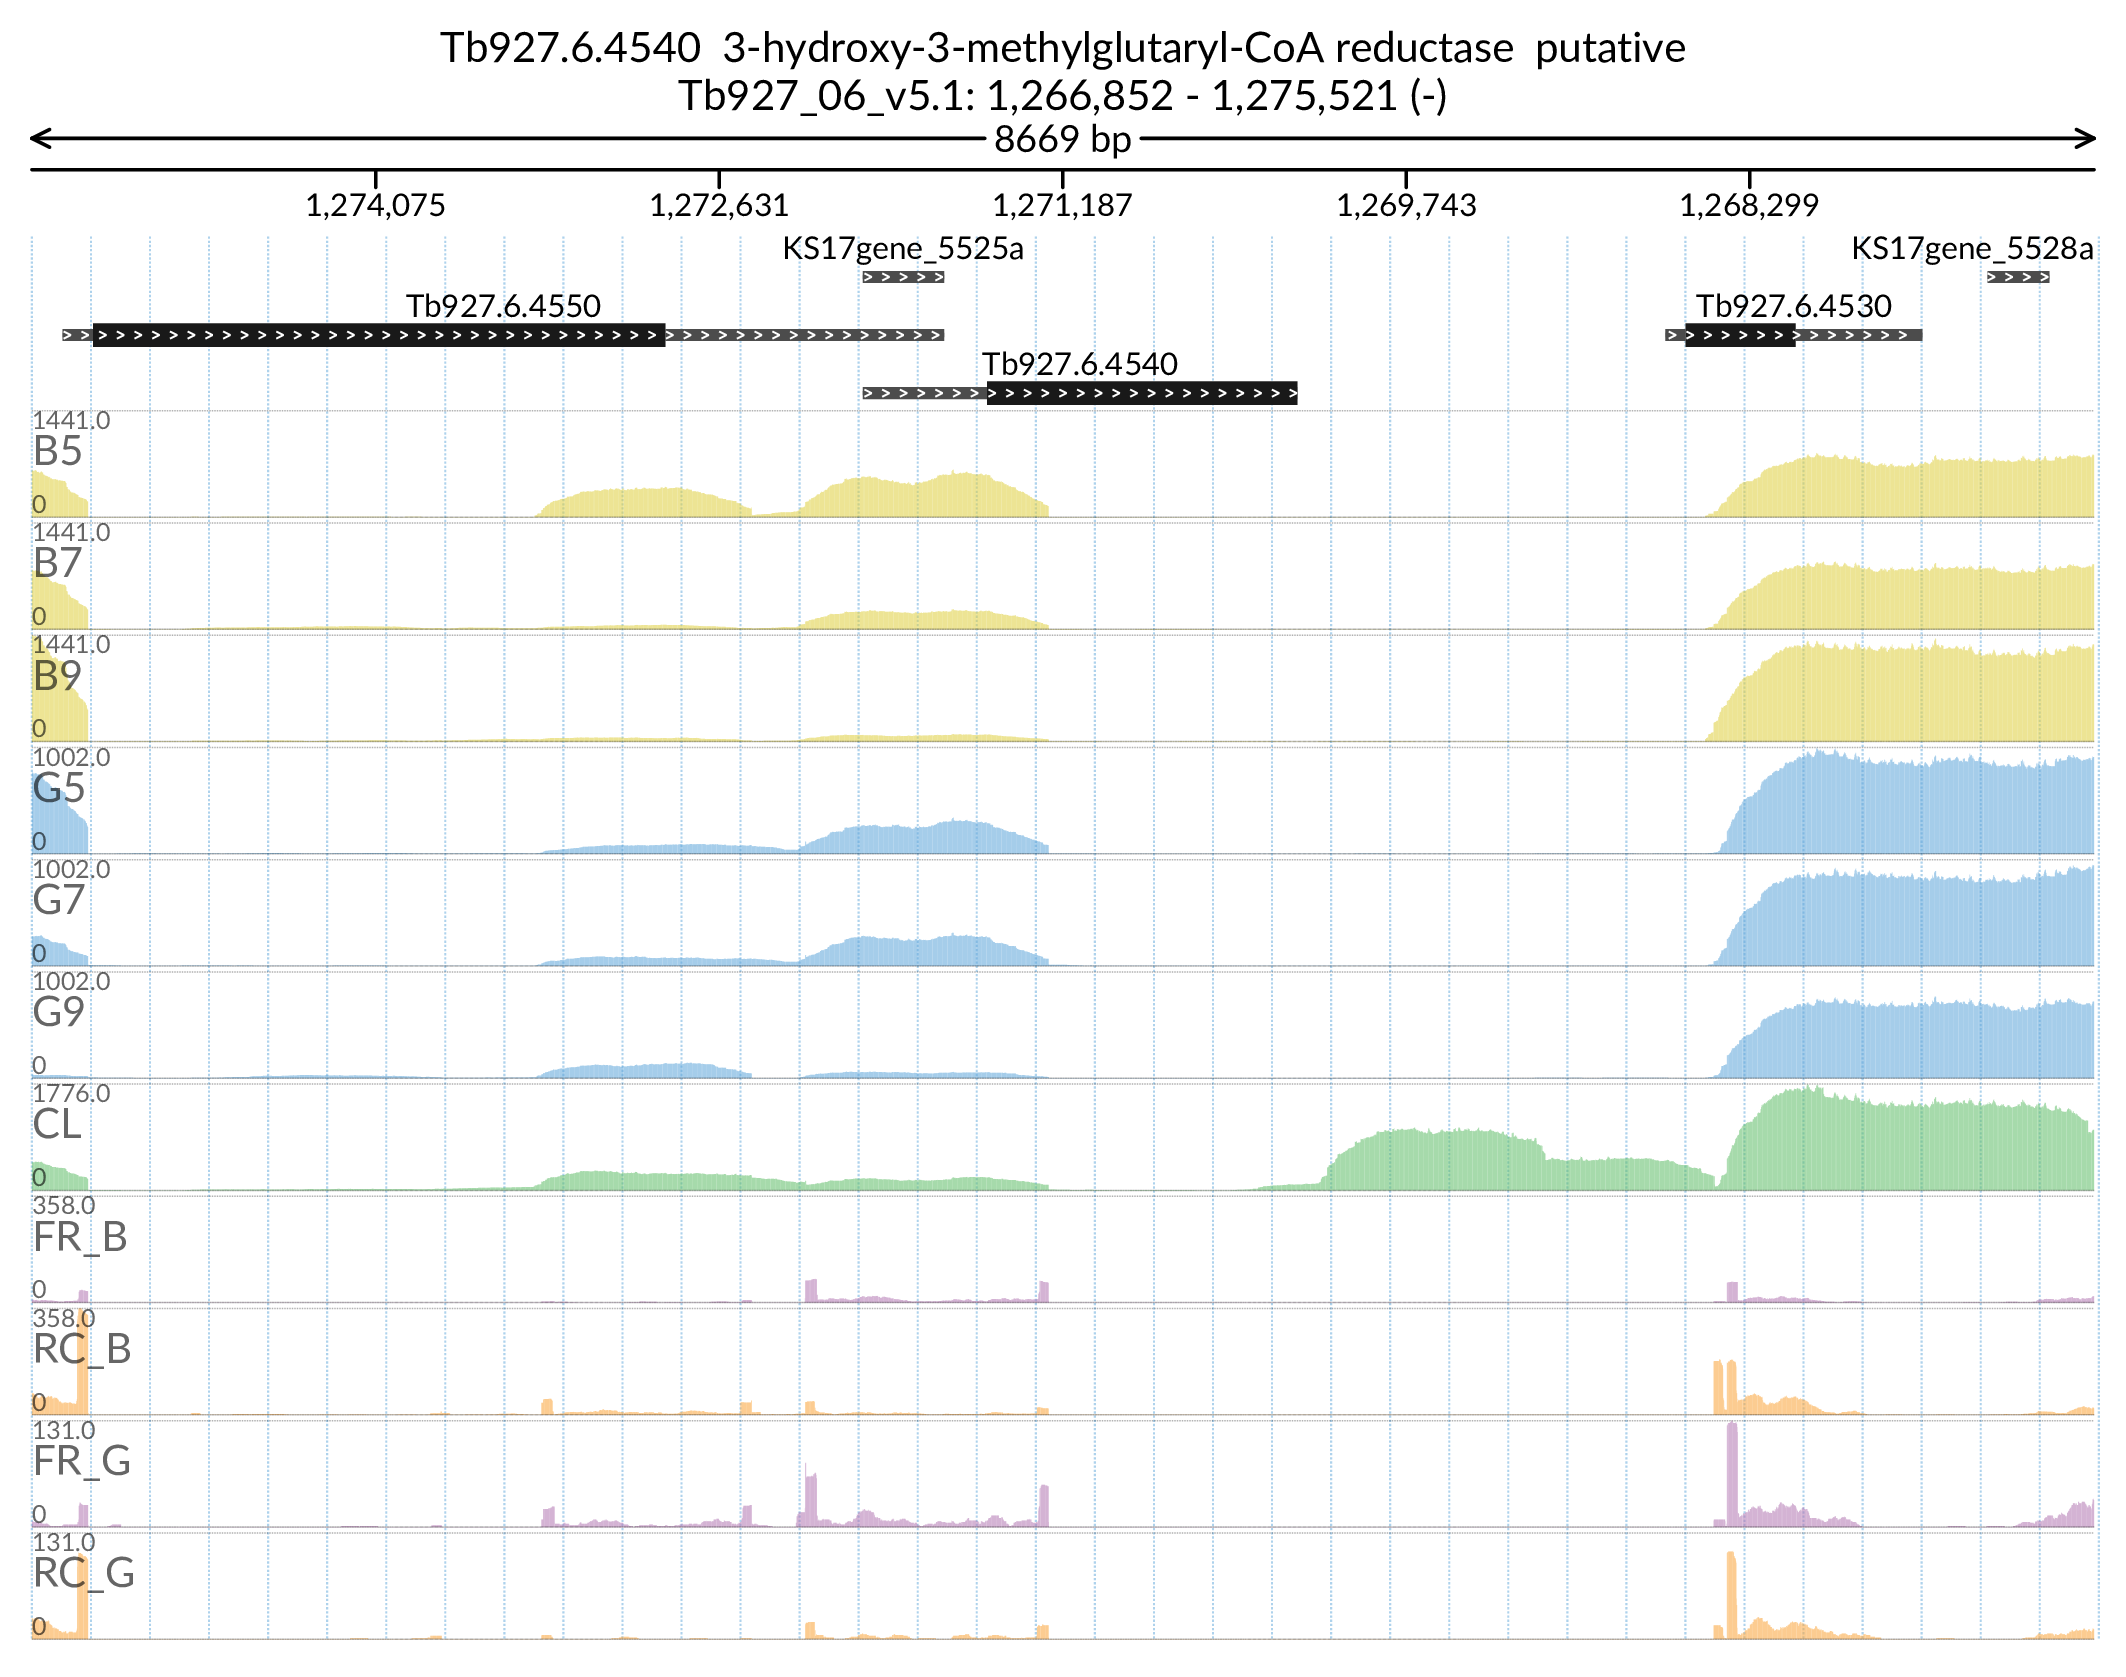 Tb927.6.4540  3-hydroxy-3-methylglutaryl-CoA reductase  putative
Tb927_06_v5.1: 1,266,852 - 1,275,521 (-)
8669 bp
1,274,075 1,272,631 1,271,187 1,269,743 1,268,299
KS17gene_5525a KS17gene_5528a
Tb927.6.4550 Tb927.6.4530
Tb927.6.4540
1441.0
B5
0
1441.0
B7
0
1441.0
B9
0
1002.0
G5
0
1002.0
G7
0
1002.0
G9
0
1776.0
CL
0
358.0
FR_B
0
358.0
RC_B
0
131.0
FR_G
0
131.0
RC_G
0